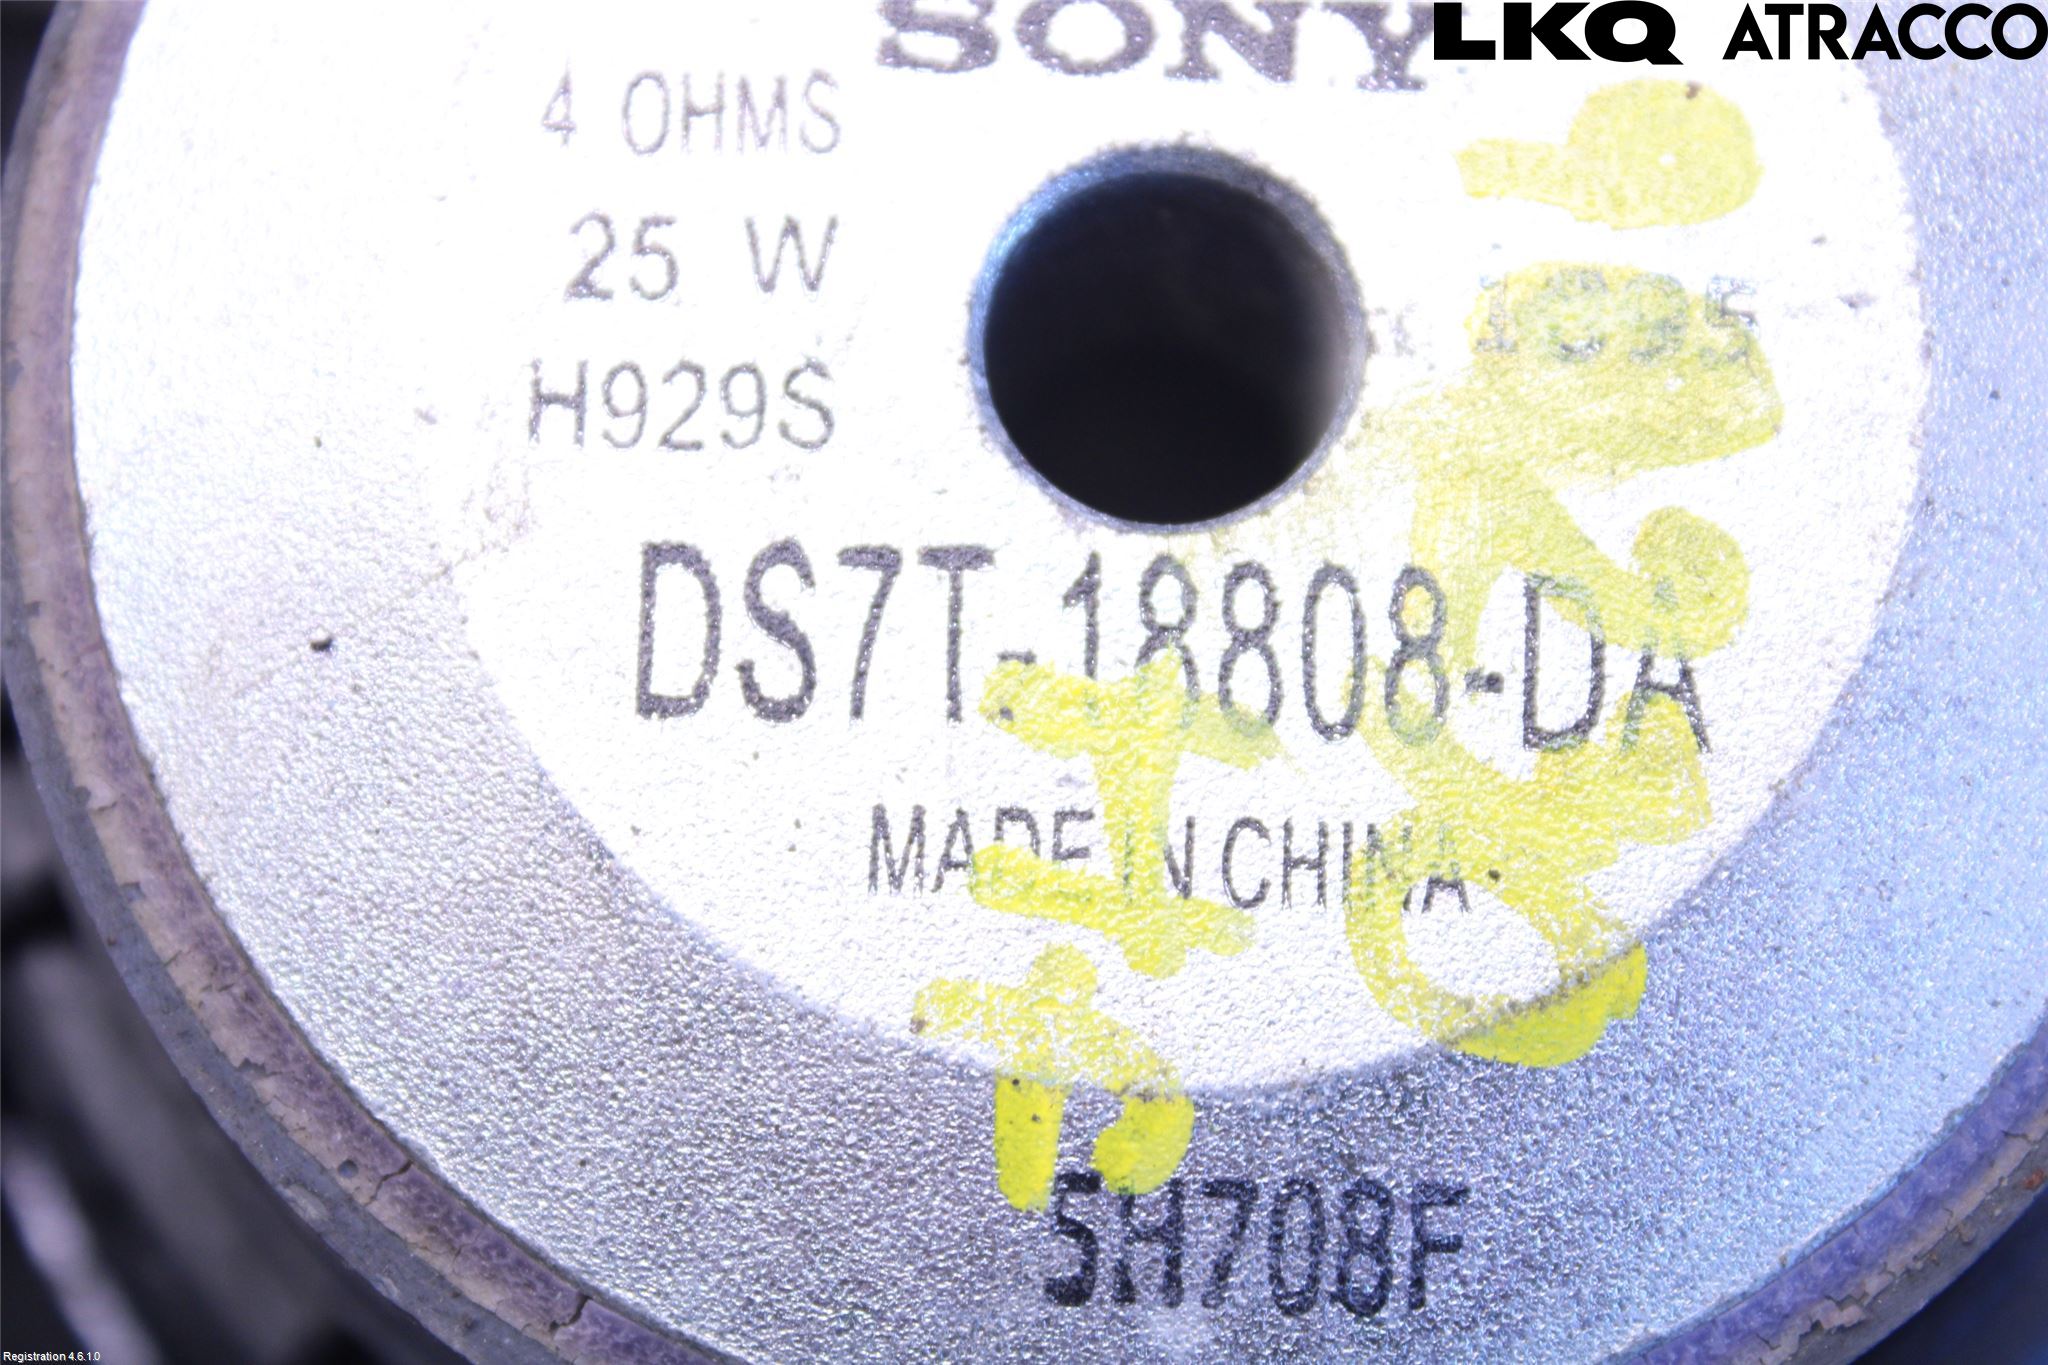 LKQ ATRACCO
SONY
4 OHMS
25 W
H929S
DS7T-18808-DA
MADE IN CHINA
5H708F
Registration 4.6.1.0